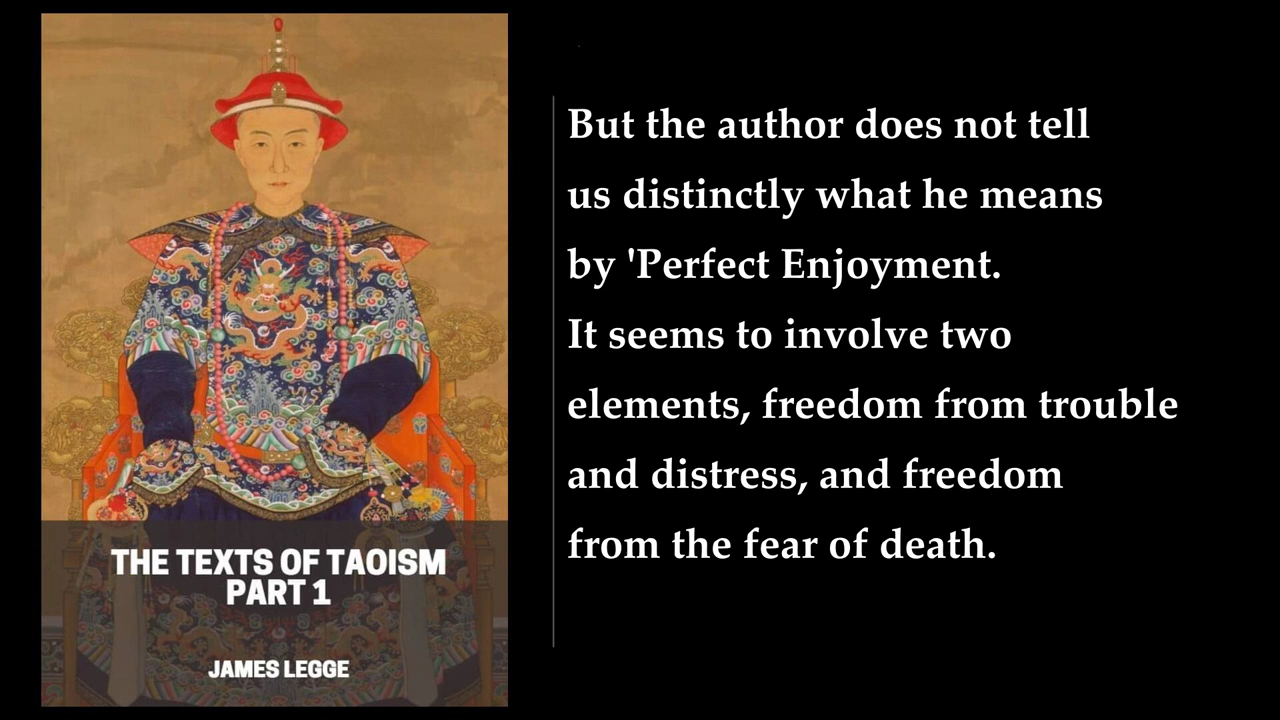 THE TEXTS OF TAOISM
PART 1
JAMES LEGGE
But the author does not tell
us distinctly what he means
by 'Perfect Enjoyment.
It seems to involve two
elements, freedom from trouble
and distress, and freedom
from the fear of death.